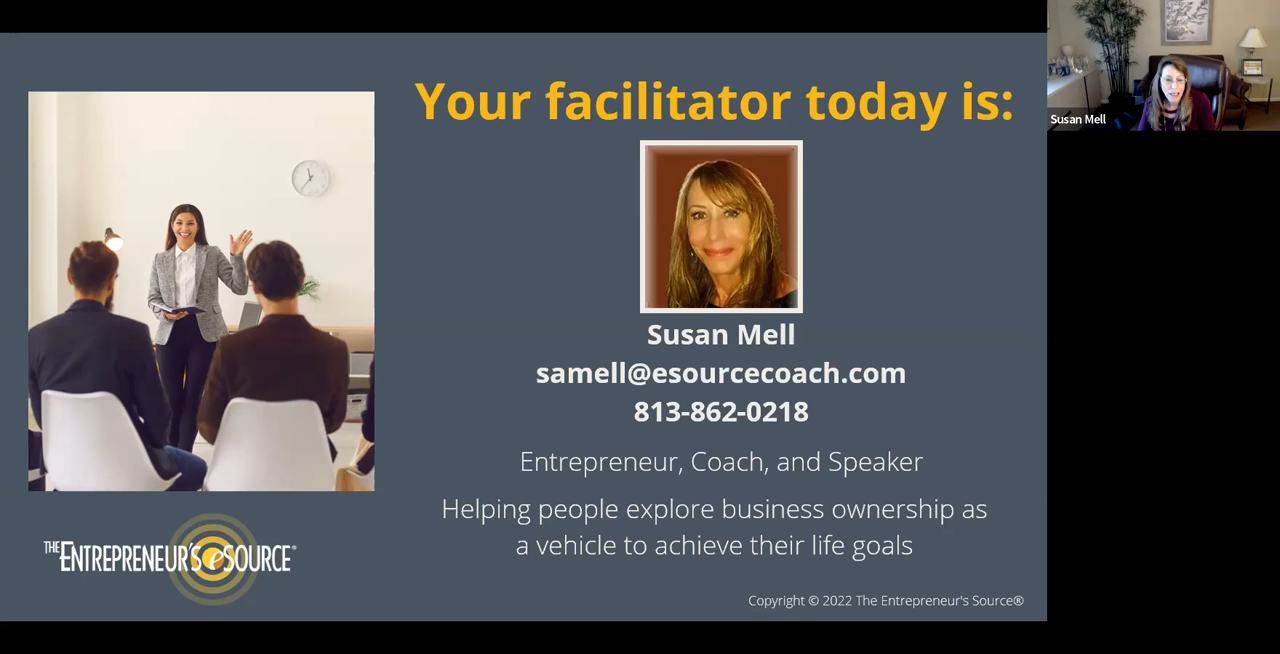 Your facilitator today is:
Susan Mell
Susan Mell
samell@esourcecoach.com
813-862-0218
Entrepreneur, Coach, and Speaker
Helping people explore business ownership as
a vehicle to achieve their life goals
THE ENTREPRENEUR'S eSOURCE®
Copyright © 2022 The Entrepreneur's Source®